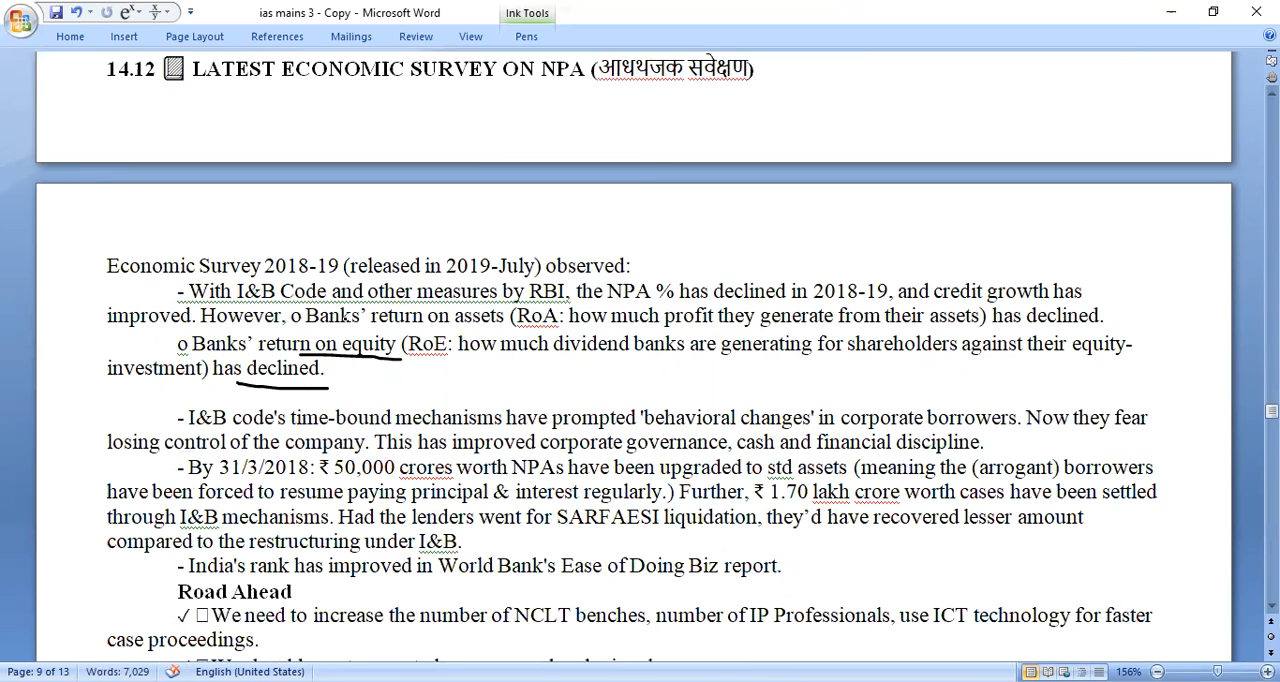 ias mains 3 - Copy - Microsoft Word
Ink Tools
Home Insert Page Layout References Mailings Review View Pens
14.12 LATEST ECONOMIC SURVEY ON NPA (आधथजक सवेक्षण)
Economic Survey 2018-19 (released in 2019-July) observed:
- With I&B Code and other measures by RBI, the NPA % has declined in 2018-19, and credit growth has
improved. However, o Banks' return on assets (RoA: how much profit they generate from their assets) has declined.
o Banks' return on equity (RoE: how much dividend banks are generating for shareholders against their equity-
investment) has declined.
- I&B code's time-bound mechanisms have prompted 'behavioral changes' in corporate borrowers. Now they fear
losing control of the company. This has improved corporate governance, cash and financial discipline.
- By 31/3/2018: ₹ 50,000 crores worth NPAs have been upgraded to std assets (meaning the (arrogant) borrowers
have been forced to resume paying principal & interest regularly.) Further, ₹ 1.70 lakh crore worth cases have been settled
through I&B mechanisms. Had the lenders went for SARFAESI liquidation, they'd have recovered lesser amount
compared to the restructuring under I&B.
- India's rank has improved in World Bank's Ease of Doing Biz report.
Road Ahead
✓ We need to increase the number of NCLT benches, number of IP Professionals, use ICT technology for faster
case proceedings.
Page: 9 of 13 Words: 7,029 English (United States) 156%